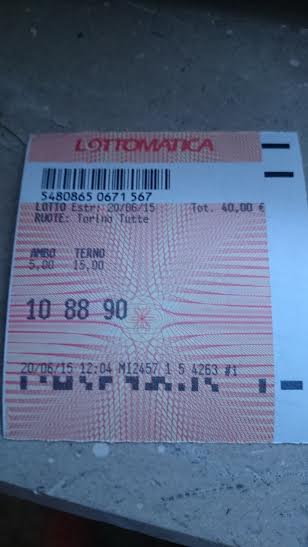 LOTTOMATICA
5480865 0671 567
LOTTO Estr: 20/06/15 Tot. 40,00 €
RUOTE: Torino Tutte
AMBO TERNO
5,00 15,00
10 88 90
20/06/15 12:04 MI2457 1 5 4263 #1